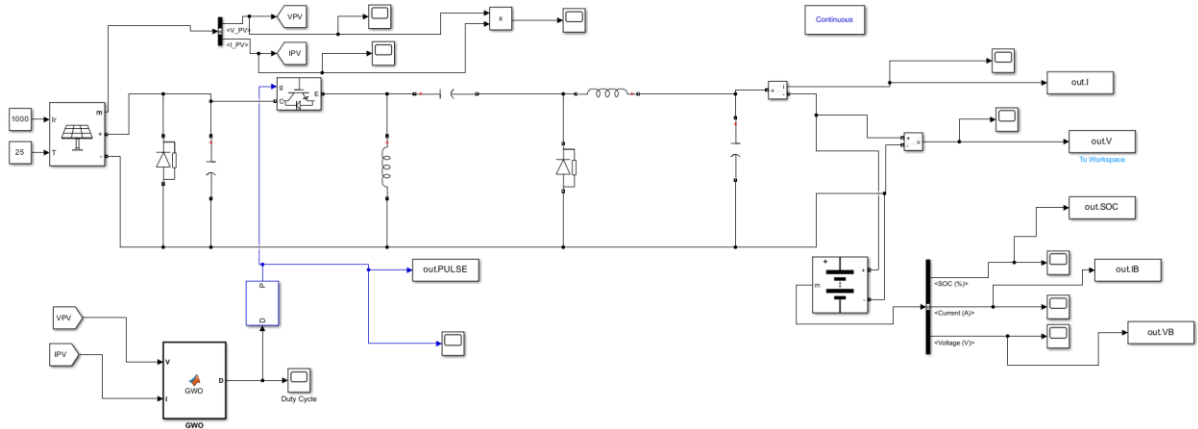 VPV
<V_PV>
IPV
<I_PV>
x
Continuous
i
+
-
out.I
1000
Ir
25
T
m
+
-
g
C
E
+
+
-
v
out.V
To Workspace
out.SOC
out.PULSE
+
m
+
-
<SOC (%)>
out.IB
<Current (A)>
<Voltage (V)>
out.VB
P
D
VPV
IPV
V
i
GWO
D
GWO
Duty Cycle